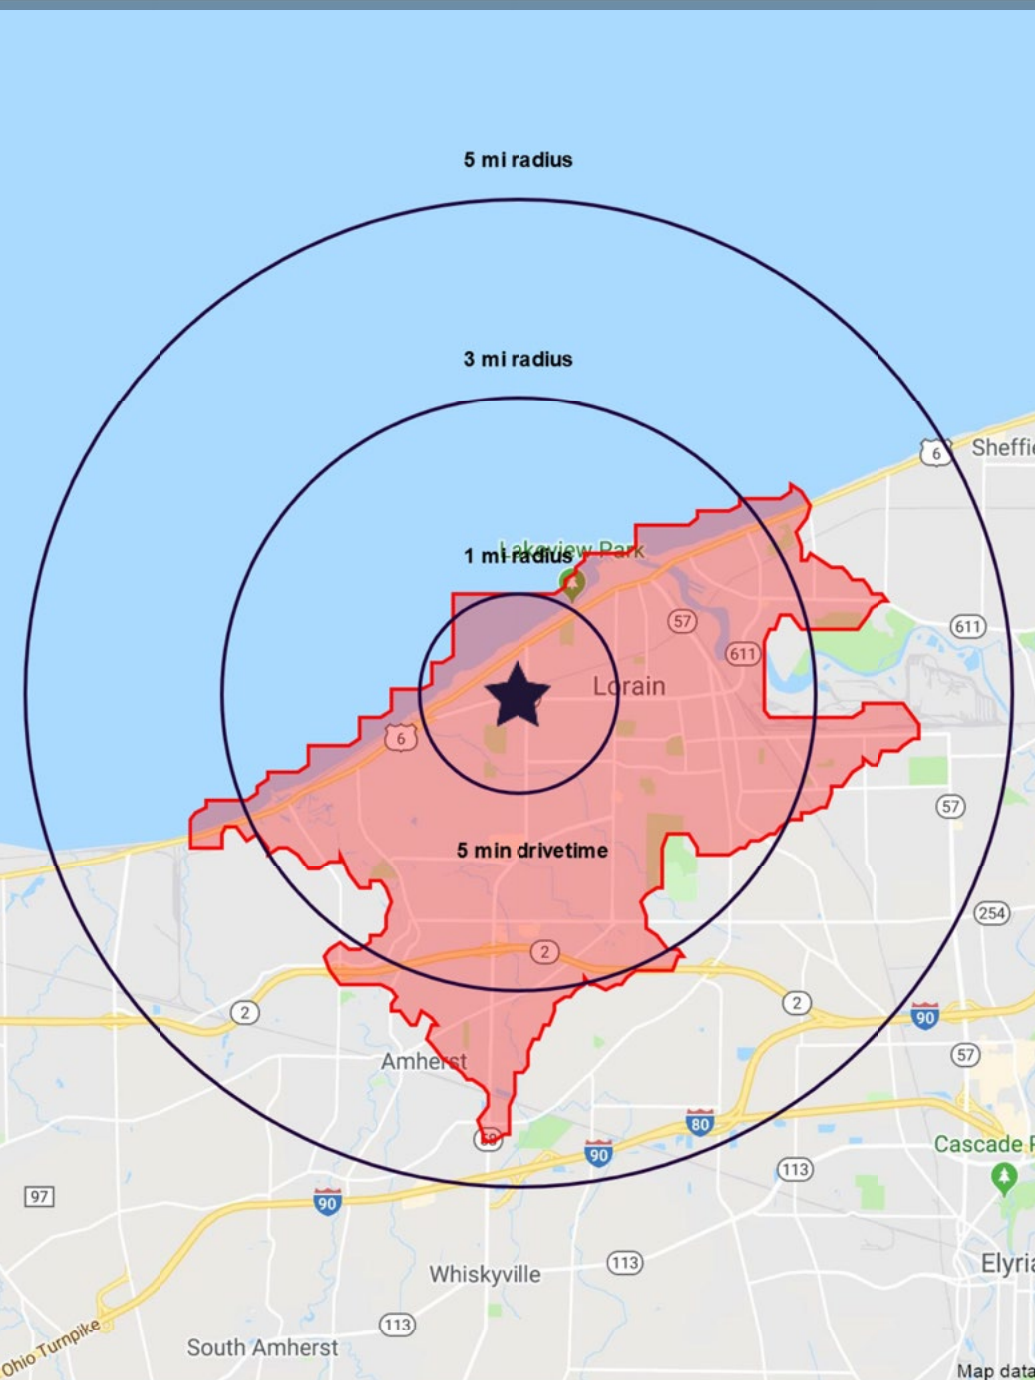 5 mi radius
3 mi radius
6
Sheffi
Lakeview Park
1 mi radius
57
611
611
Lorain
6
57
5 min drivetime
254
2
2
2
90
57
Amherst
80
58
90
Cascade P
113
97
90
Elyria
113
Whiskyville
113
South Amherst
Ohio Turnpike
Map data